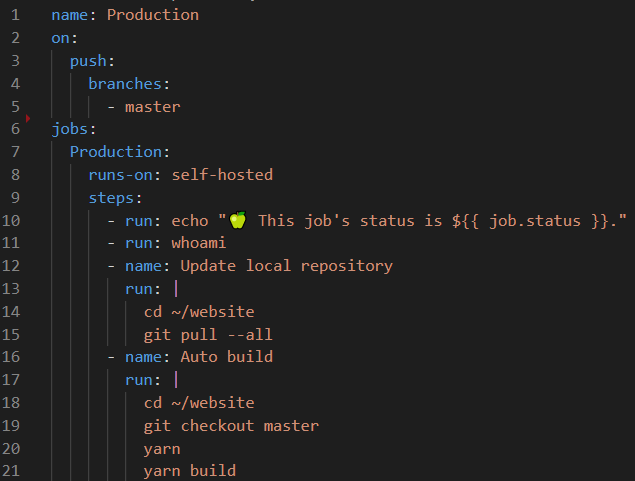 1 name: Production
2 on:
3   push:
4     branches:
5       - master
6 jobs:
7   Production:
8     runs-on: self-hosted
9     steps:
10       - run: echo "🍏 This job's status is ${{ job.status }}."
11       - run: whoami
12       - name: Update local repository
13         run: |
14           cd ~/website
15           git pull --all
16       - name: Auto build
17         run: |
18           cd ~/website
19           git checkout master
20           yarn
21           yarn build